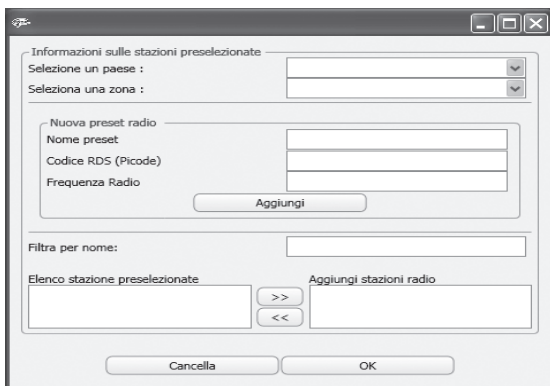 Informazioni sulle stazioni preselezionate
Selezione un paese :
Seleziona una zona :
Nuova preset radio
Nome preset
Codice RDS (Picode)
Frequenza Radio
Aggiungi
Filtra per nome:
Elenco stazione preselezionate
Aggiungi stazioni radio
>>
<<
Cancella
OK